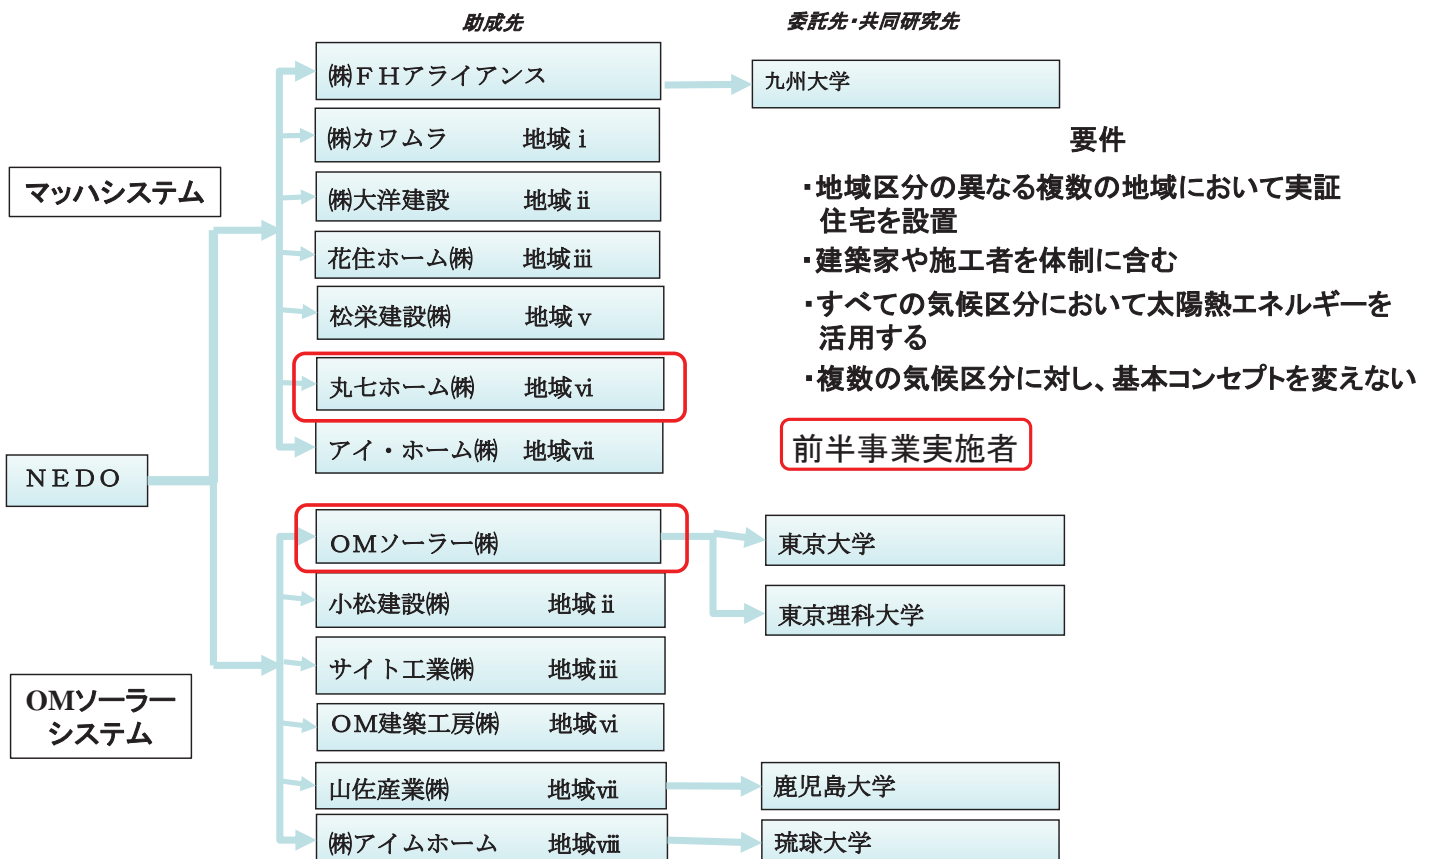 助成先
委託先・共同研究先
㈱ＦＨアライアンス
九州大学
㈱カワムラ 地域ⅰ
㈱大洋建設 地域ⅱ
花住ホーム㈱ 地域ⅲ
松栄建設㈱ 地域ⅴ
丸七ホーム㈱ 地域ⅵ
アイ・ホーム㈱ 地域ⅶ
マッハシステム
要件
・地域区分の異なる複数の地域において実証
住宅を設置
・建築家や施工者を体制に含む
・すべての気候区分において太陽熱エネルギーを
活用する
・複数の気候区分に対し、基本コンセプトを変えない
前半事業実施者
ＮＥＤＯ
ＯＭソーラー㈱
東京大学
東京理科大学
小松建設㈱ 地域ⅱ
サイト工業㈱ 地域ⅲ
ＯＭ建築工房㈱ 地域ⅵ
山佐産業㈱ 地域ⅶ
鹿児島大学
㈱アイムホーム 地域ⅷ
琉球大学
OMソーラー
システム